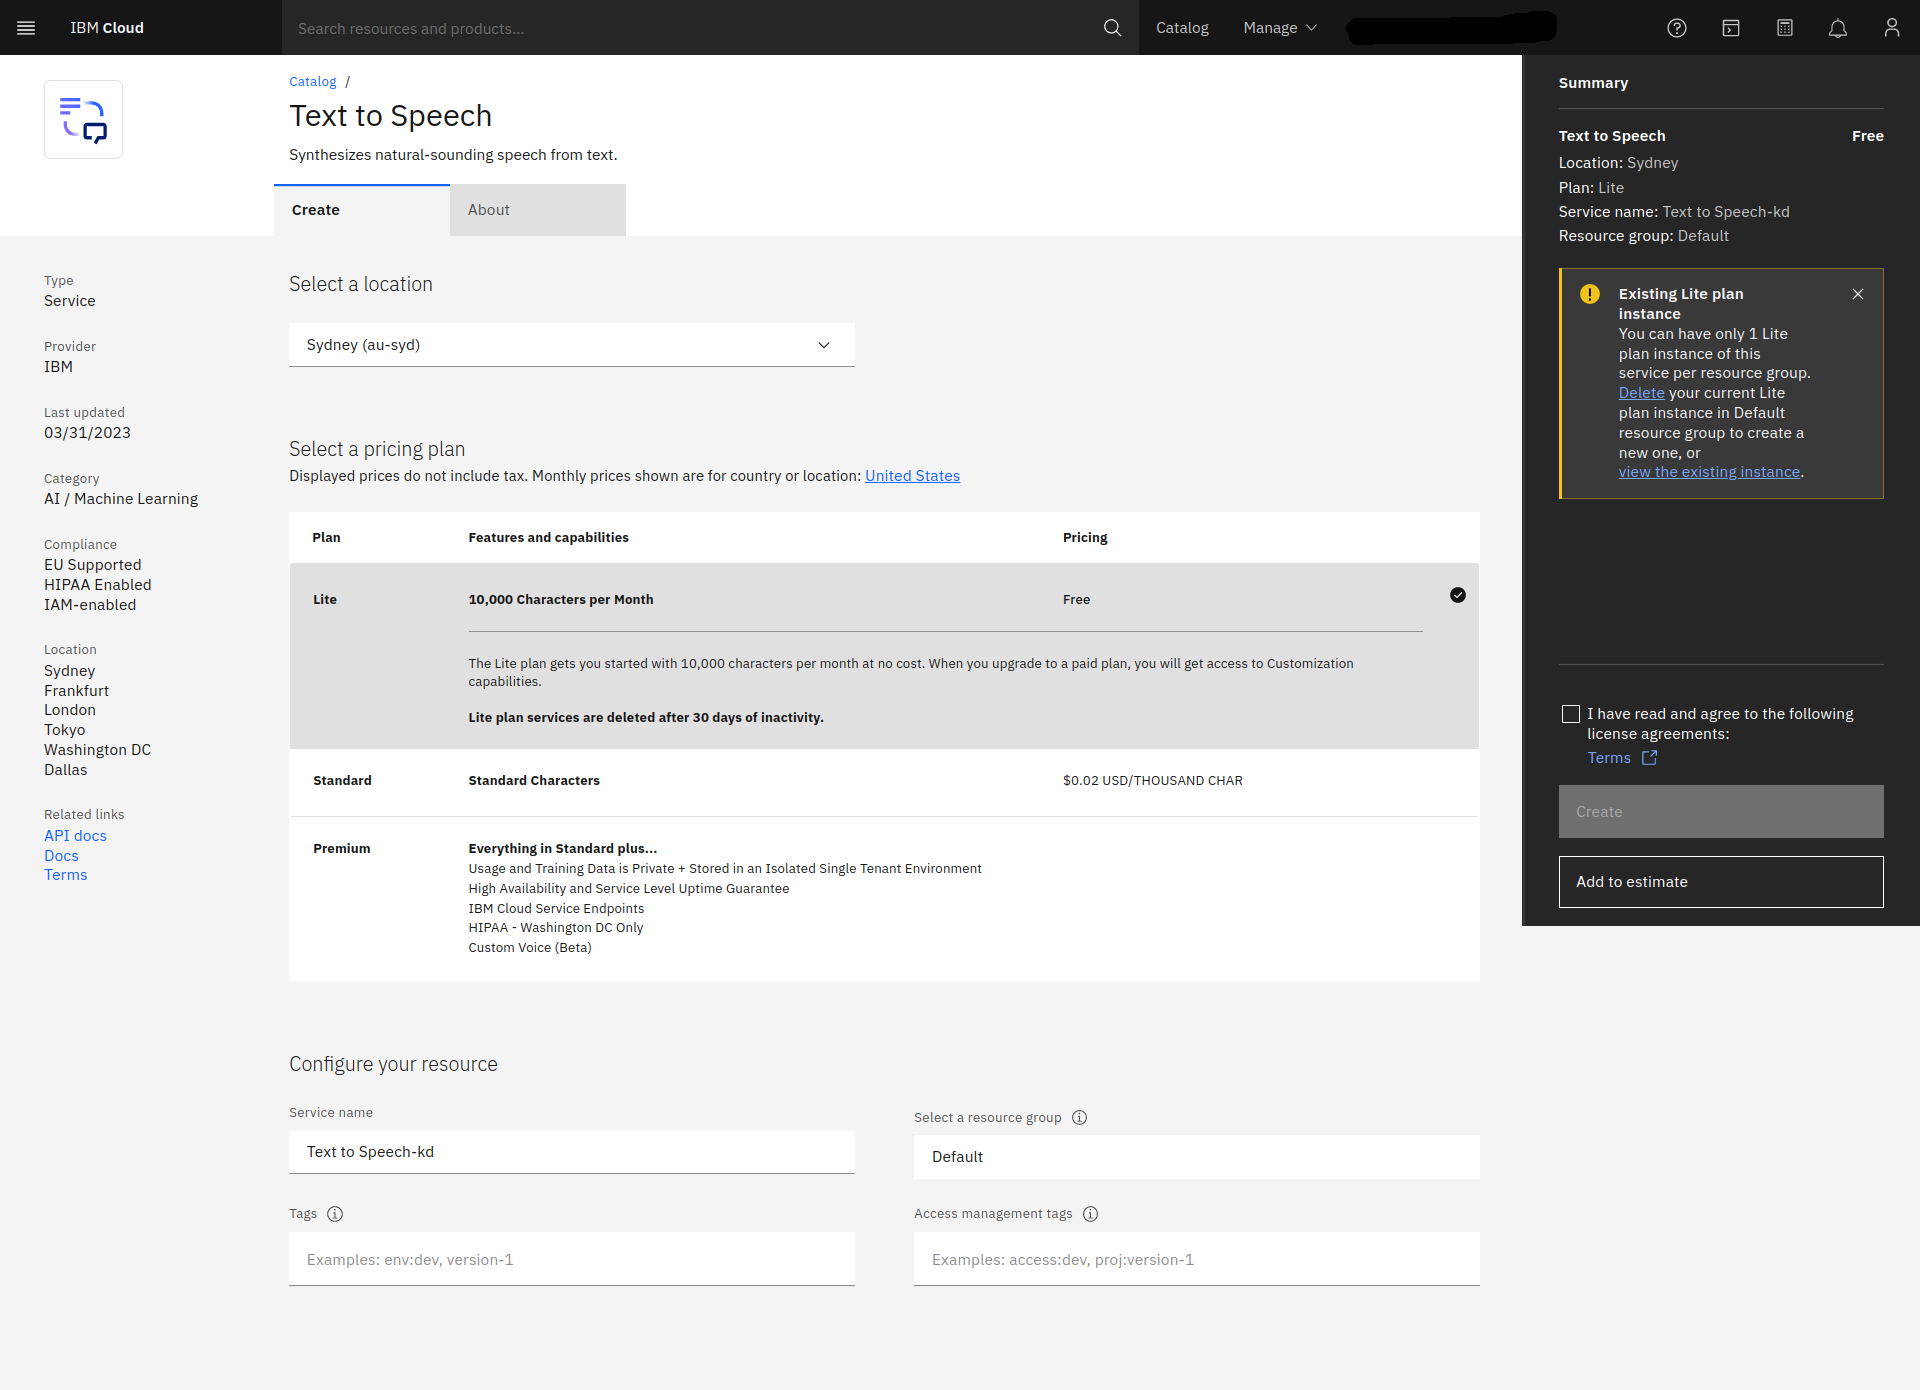 IBM Cloud
Search resources and products...
Catalog
Manage
Catalog /
Text to Speech
Synthesizes natural-sounding speech from text.
Create
About
Type
Service
Provider
IBM
Last updated
03/31/2023
Category
AI / Machine Learning
Compliance
EU Supported
HIPAA Enabled
IAM-enabled
Location
Sydney
Frankfurt
London
Tokyo
Washington DC
Dallas
Related links
API docs
Docs
Terms
Select a location
Sydney (au-syd)
Select a pricing plan
Displayed prices do not include tax. Monthly prices shown are for country or location: United States
Plan Features and capabilities Pricing
Lite 10,000 Characters per Month Free
The Lite plan gets you started with 10,000 characters per month at no cost. When you upgrade to a paid plan, you will get access to Customization
capabilities.
Lite plan services are deleted after 30 days of inactivity.
Standard Standard Characters $0.02 USD/THOUSAND CHAR
Premium Everything in Standard plus...
Usage and Training Data is Private + Stored in an Isolated Single Tenant Environment
High Availability and Service Level Uptime Guarantee
IBM Cloud Service Endpoints
HIPAA - Washington DC Only
Custom Voice (Beta)
Configure your resource
Service name
Text to Speech-kd
Select a resource group
Default
Tags
Examples: env:dev, version-1
Access management tags
Examples: access:dev, proj:version-1
Summary
Text to Speech Free
Location: Sydney
Plan: Lite
Service name: Text to Speech-kd
Resource group: Default
Existing Lite plan
instance
You can have only 1 Lite
plan instance of this
service per resource group.
Delete your current Lite
plan instance in Default
resource group to create a
new one, or
view the existing instance.
I have read and agree to the following
license agreements:
Terms
Create
Add to estimate